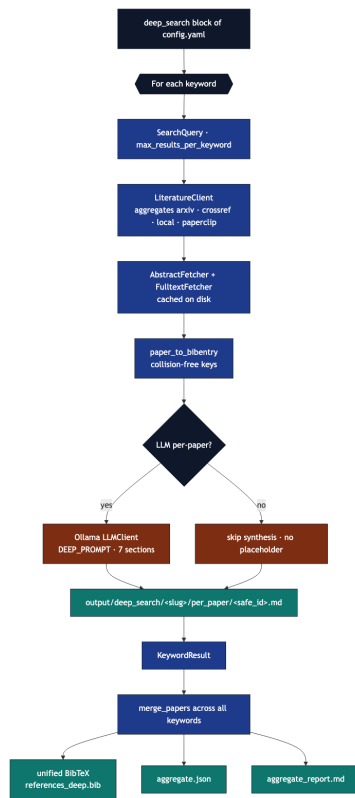 deep_search block of
config.yaml
For each keyword
SearchQuery ·
max_results_per_keyword
LiteratureClient
aggregates arxiv · crossref
· local · paperclip
AbstractFetcher +
FulltextFetcher
cached on disk
paper_to_bibentry
collision-free keys
LLM per-paper?
yes
no
Ollama LLMClient
DEEP_PROMPT · 7 sections
skip synthesis · no
placeholder
output/deep_search/<slug>/per_paper/<safe_id>.md
KeywordResult
merge_papers across all
keywords
unified BibTeX
references_deep.bib
aggregate.json
aggregate_report.md